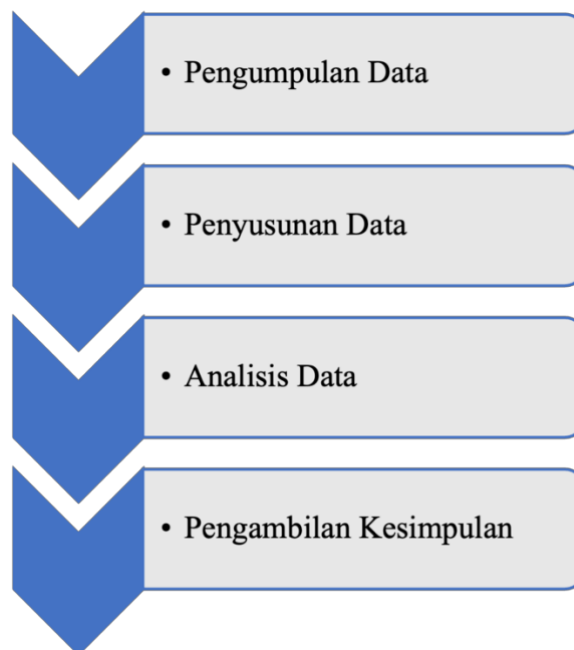 • Pengumpulan Data
• Penyusunan Data
• Analisis Data
• Pengambilan Kesimpulan